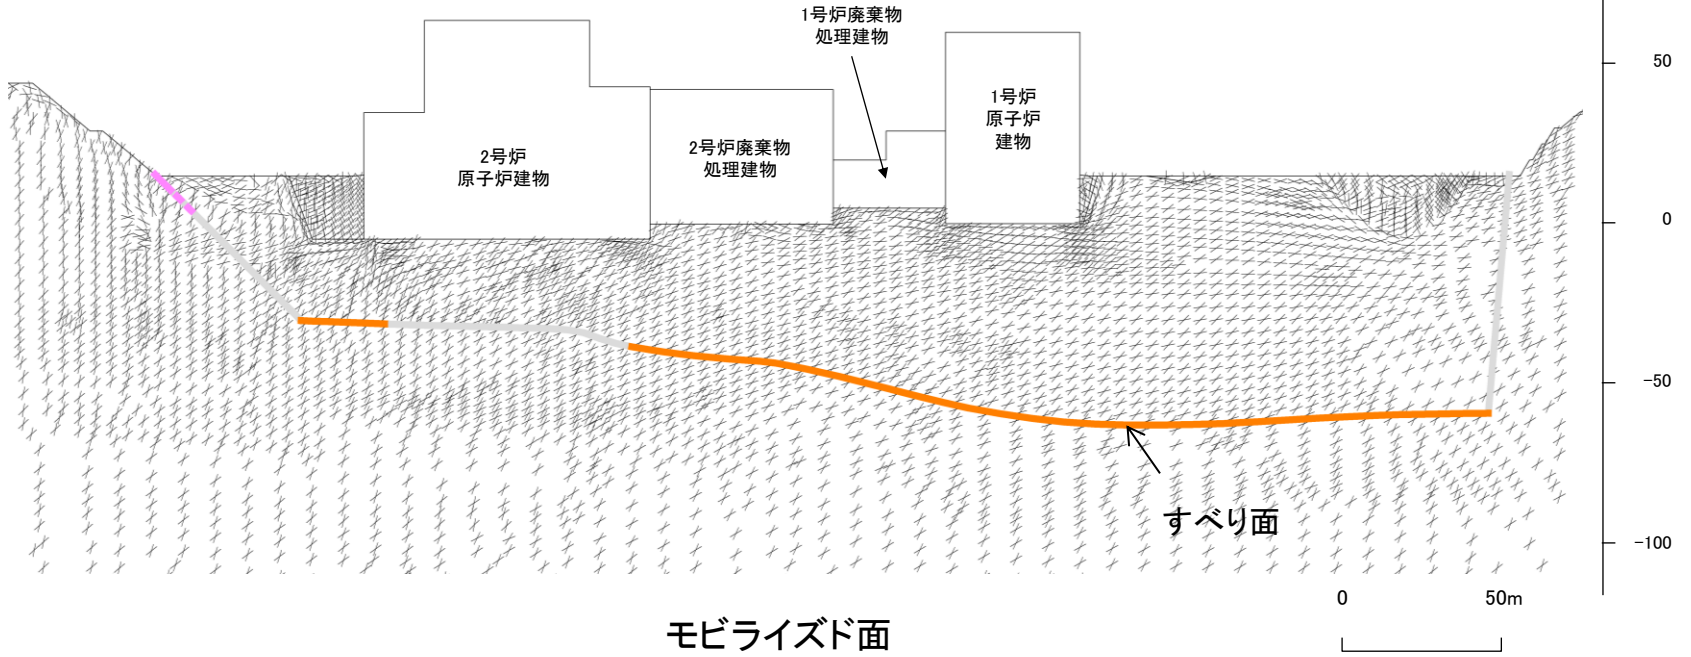 1号炉廃棄物
処理建物
2号炉
原子炉建物
2号炉廃棄物
処理建物
1号炉
原子炉
建物
50
0
-50
-100
すべり面
0
50m
モビライズド面